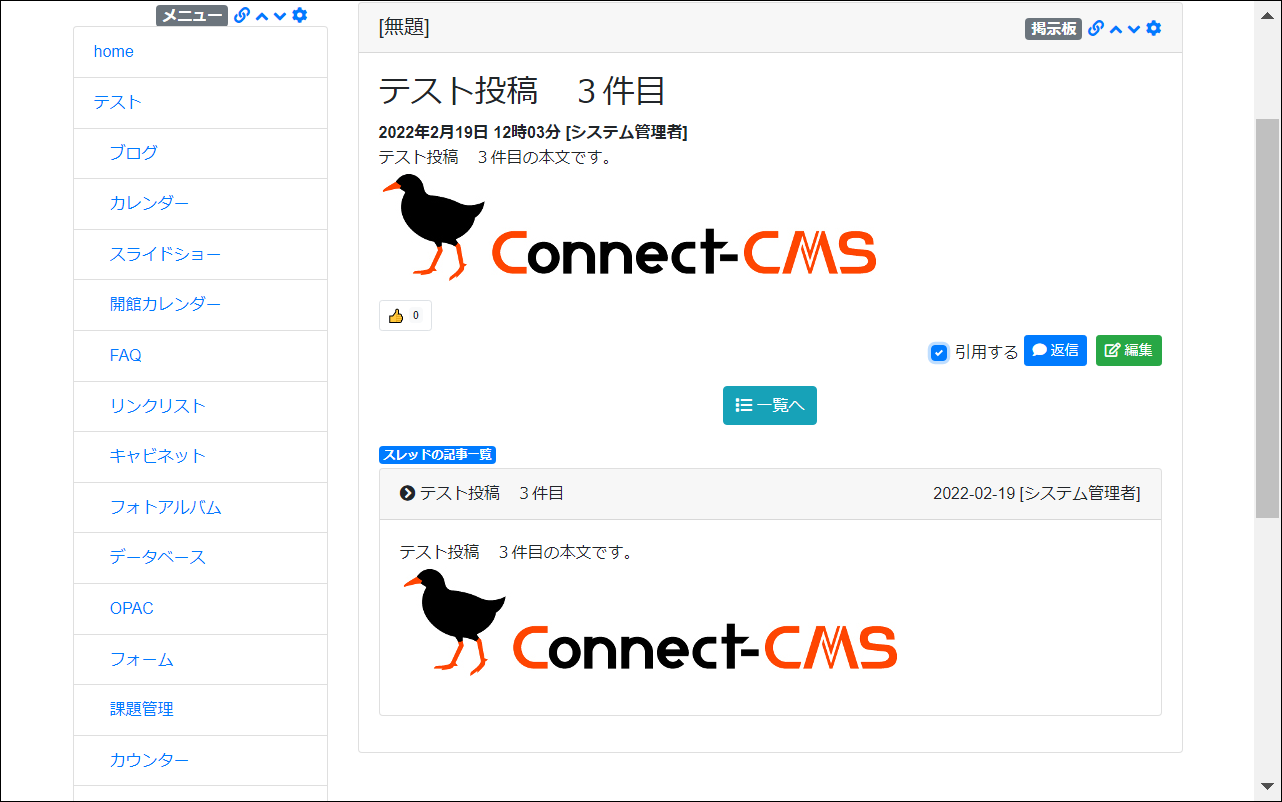 メニュー
home
テスト
ブログ
カレンダー
スライドショー
開館カレンダー
FAQ
リンクリスト
キャビネット
フォトアルバム
データベース
OPAC
フォーム
課題管理
カウンター
[無題]
掲示板
テスト投稿　３件目
2022年2月19日 12時03分 [システム管理者]
テスト投稿　３件目の本文です。
Connect-CMS
0
引用する 返信 編集
一覧へ
スレッドの記事一覧
テスト投稿　３件目 2022-02-19 [システム管理者]
テスト投稿　３件目の本文です。
Connect-CMS